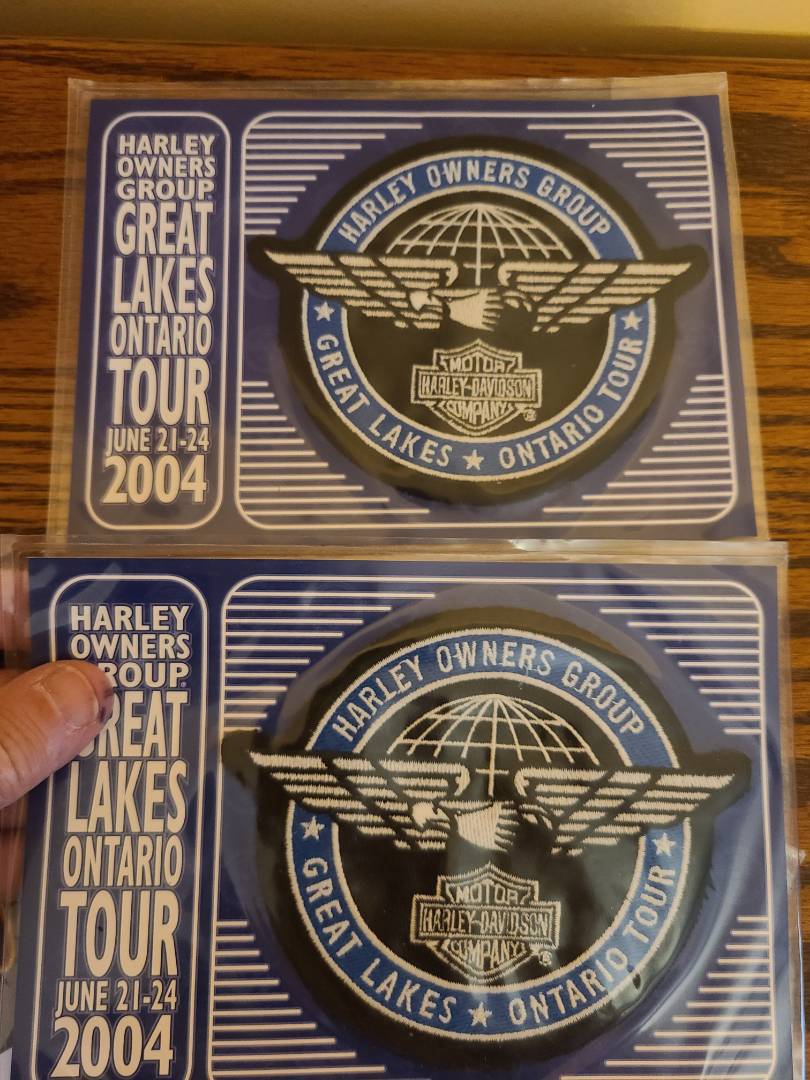 HARLEY
OWNERS
GROUP
GREAT
LAKES
ONTARIO
TOUR
JUNE 21-24
2004
HARLEY OWNERS GROUP
MOTOR
HARLEY-DAVIDSON
COMPANY
®
★ GREAT LAKES ★ ONTARIO TOUR ★
HARLEY
OWNERS
GROUP
GREAT
LAKES
ONTARIO
TOUR
JUNE 21-24
2004
HARLEY OWNERS GROUP
MOTOR
HARLEY-DAVIDSON
COMPANY
®
★ GREAT LAKES ★ ONTARIO TOUR ★